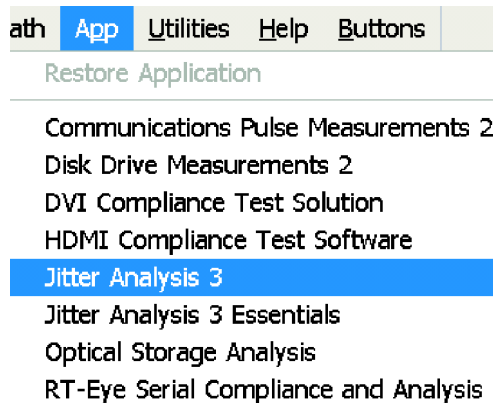 ath App Utilities Help Buttons
Restore Application
Communications Pulse Measurements 2
Disk Drive Measurements 2
DVI Compliance Test Solution
HDMI Compliance Test Software
Jitter Analysis 3
Jitter Analysis 3 Essentials
Optical Storage Analysis
RT-Eye Serial Compliance and Analysis